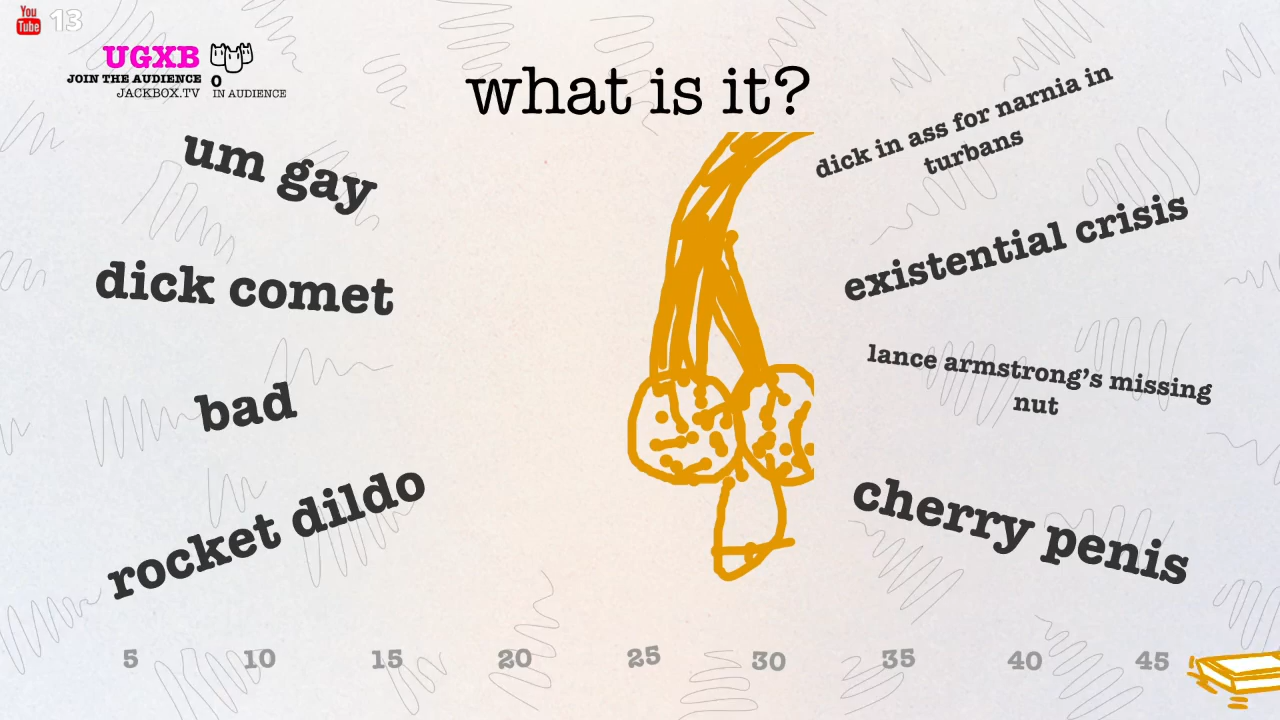 You
Tube
13
UGXB
JOIN THE AUDIENCE
JACKBOX.TV
0
IN AUDIENCE
what is it?
um gay
dick comet
bad
rocket dildo
dick in ass for narnia in
turbans
existential crisis
lance armstrong's missing
nut
cherry penis
5 10 15 20 25 30 35 40 45